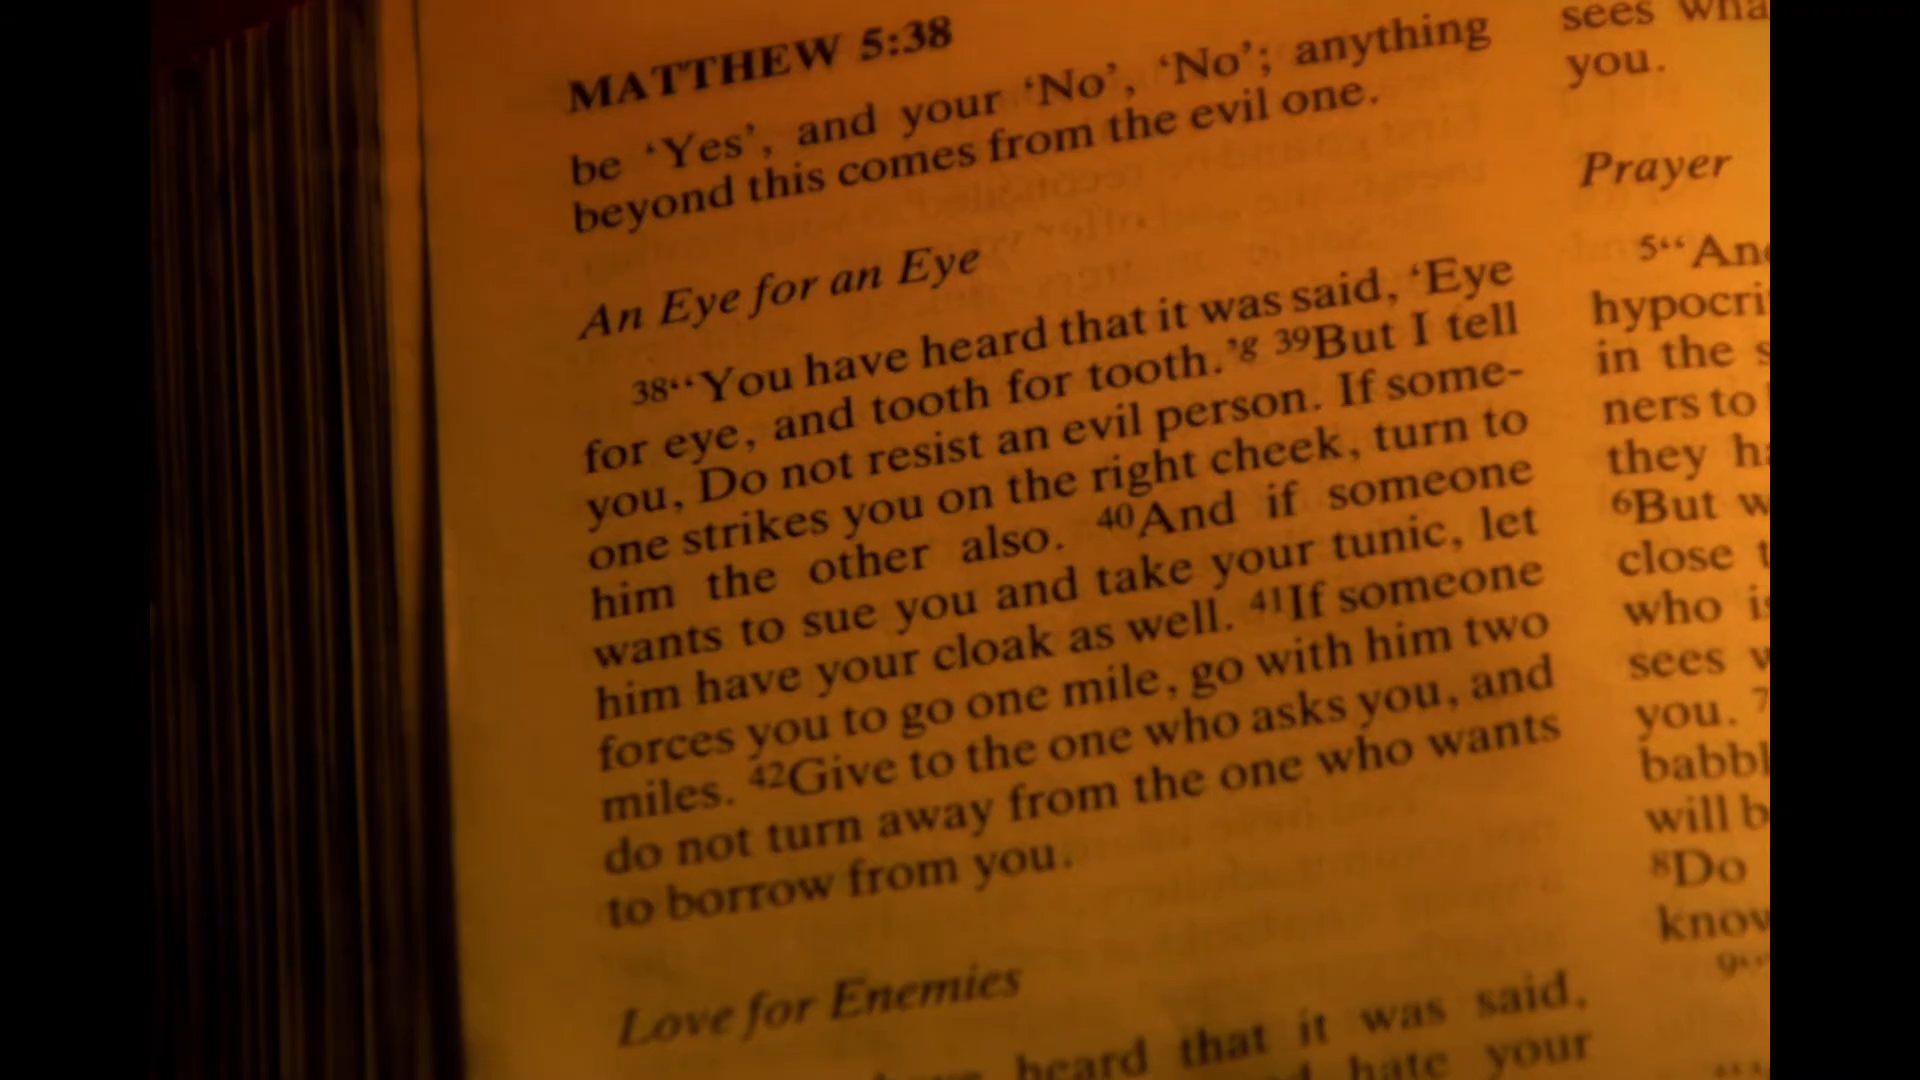 MATTHEW 5:38
be ‘Yes’, and your ‘No’, ‘No’; anything
beyond this comes from the evil one.
An Eye for an Eye
38“You have heard that it was said, ‘Eye
for eye, and tooth for tooth.’g 39But I tell
you, Do not resist an evil person. If some-
one strikes you on the right cheek, turn to
him the other also. 40And if someone
wants to sue you and take your tunic, let
him have your cloak as well. 41If someone
forces you to go one mile, go with him two
miles. 42Give to the one who asks you, and
do not turn away from the one who wants
to borrow from you.
Love for Enemies
heard that it was said,
hate your
sees wha
you.
Prayer
5“And
hypocri
in the s
ners to
they ha
6But w
close t
who is
sees w
you. 7
babbl
will b
8Do
know
9“